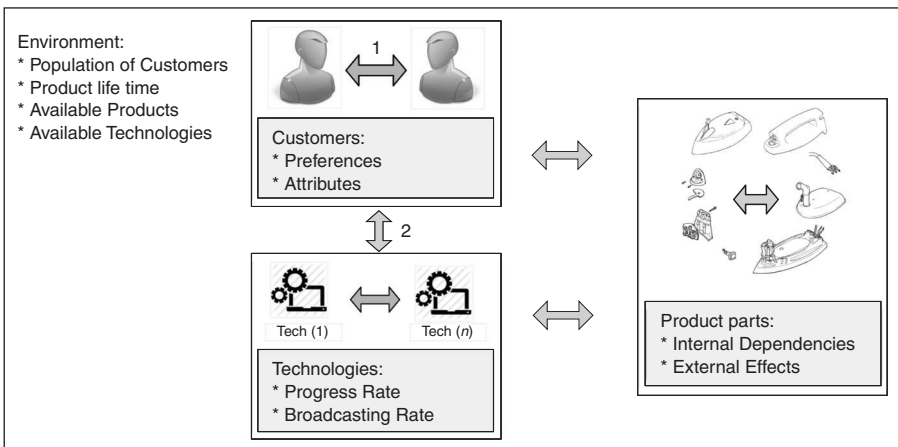 Environment:
* Population of Customers
* Product life time
* Available Products
* Available Technologies
1
Customers:
* Preferences
* Attributes
2
Tech (1)
Tech (n)
Technologies:
* Progress Rate
* Broadcasting Rate
Product parts:
* Internal Dependencies
* External Effects